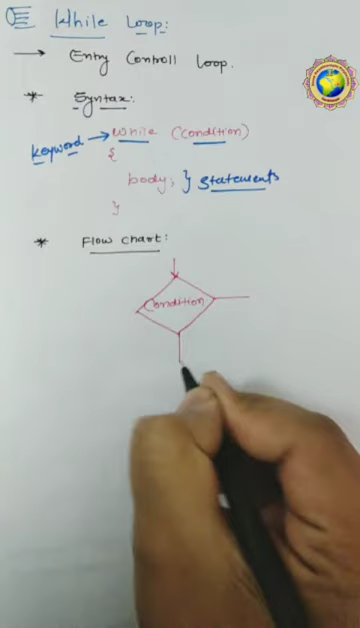 While Loop:
→ Entry Controll Loop.
* Syntax:
keyword → While (Condition)
{
body; } Statements
}
* Flow chart:
Condition